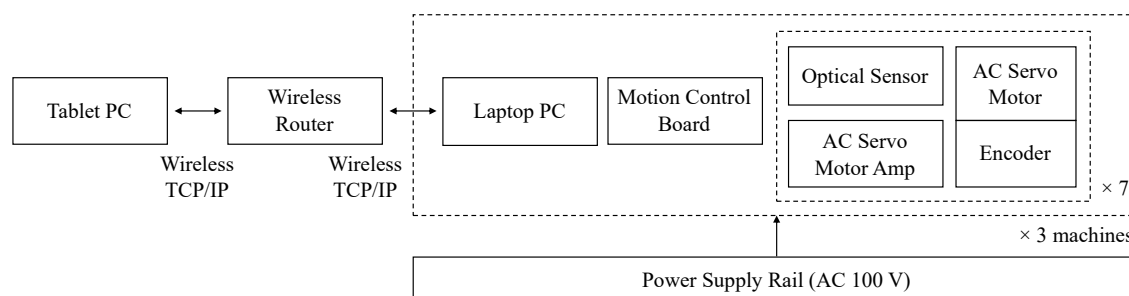 Tablet PC
Wireless
Router
Wireless
TCP/IP
Wireless
TCP/IP
Laptop PC
Motion Control
Board
Optical Sensor
AC Servo
Motor
AC Servo
Motor Amp
Encoder
× 7
× 3 machines
Power Supply Rail (AC 100 V)